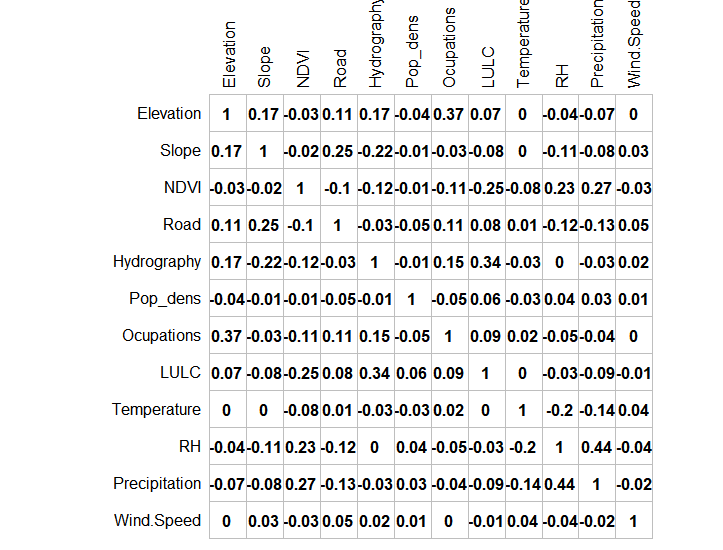 Elevation Slope NDVI Road Hydrography Pop_dens Ocupations LULC Temperature RH Precipitation Wind.Speed
Elevation 1 0.17 -0.03 0.11 0.17 -0.04 0.37 0.07 0 -0.04 -0.07 0
Slope 0.17 1 -0.02 0.25 -0.22 -0.01 -0.03 -0.08 0 -0.11 -0.08 0.03
NDVI -0.03 -0.02 1 -0.1 -0.12 -0.01 -0.11 -0.25 -0.08 0.23 0.27 -0.03
Road 0.11 0.25 -0.1 1 -0.03 -0.05 0.11 0.08 0.01 -0.12 -0.13 0.05
Hydrography 0.17 -0.22 -0.12 -0.03 1 -0.01 0.15 0.34 -0.03 0 -0.03 0.02
Pop_dens -0.04 -0.01 -0.01 -0.05 -0.01 1 -0.05 0.06 -0.03 0.04 0.03 0.01
Ocupations 0.37 -0.03 -0.11 0.11 0.15 -0.05 1 0.09 0.02 -0.05 -0.04 0
LULC 0.07 -0.08 -0.25 0.08 0.34 0.06 0.09 1 0 -0.03 -0.09 -0.01
Temperature 0 0 -0.08 0.01 -0.03 -0.03 0.02 0 1 -0.2 -0.14 0.04
RH -0.04 -0.11 0.23 -0.12 0 0.04 -0.05 -0.03 -0.2 1 0.44 -0.04
Precipitation -0.07 -0.08 0.27 -0.13 -0.03 0.03 -0.04 -0.09 -0.14 0.44 1 -0.02
Wind.Speed 0 0.03 -0.03 0.05 0.02 0.01 0 -0.01 0.04 -0.04 -0.02 1